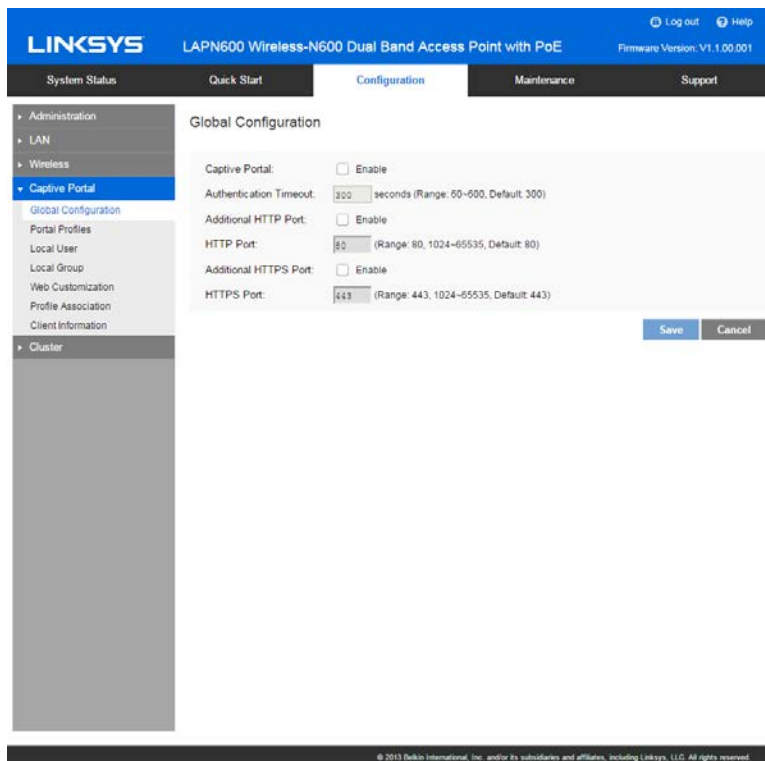 Log out Help
LINKSYS LAPN600 Wireless-N600 Dual Band Access Point with PoE Firmware Version: V1.1.00.001
System Status Quick Start Configuration Maintenance Support
Administration
LAN
Wireless
Captive Portal
Global Configuration
Portal Profiles
Local User
Local Group
Web Customization
Profile Association
Client Information
Cluster
Global Configuration
Captive Portal: Enable
Authentication Timeout: 300 seconds (Range: 60~600, Default: 300)
Additional HTTP Port: Enable
HTTP Port: 80 (Range: 80, 1024~65535, Default: 80)
Additional HTTPS Port: Enable
HTTPS Port: 443 (Range: 443, 1024~65535, Default: 443)
Save Cancel
© 2013 Belkin International, Inc. and/or its subsidiaries and affiliates, including Linksys, LLC. All rights reserved.